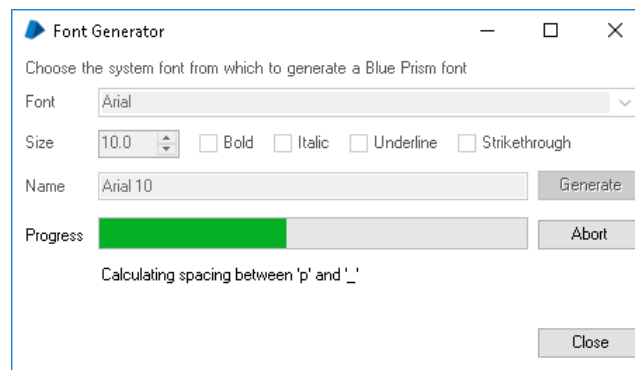 Font Generator
Choose the system font from which to generate a Blue Prism font
Font Arial
Size 10.0 Bold Italic Underline Strikethrough
Name Arial 10 Generate
Progress Abort
Calculating spacing between 'p' and '_'
Close